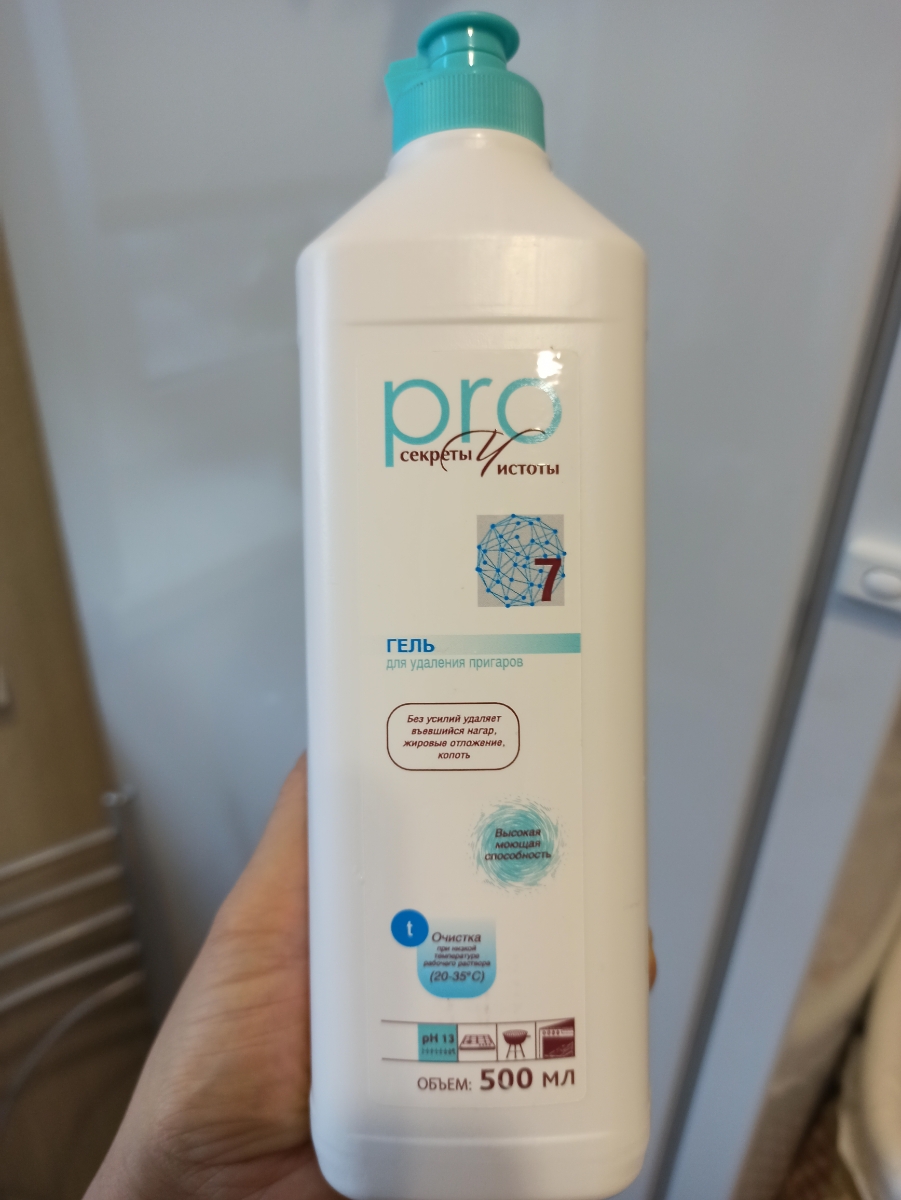 pro
секреты Чистоты
7
ГЕЛЬ
для удаления пригаров
Без усилий удаляет
въевшийся нагар,
жировые отложение,
копоть
Высокая
моющая
способность
t
Очистка
при низкой
температуре
рабочего раствора
(20-35°C)
pH 13
ОБЪЕМ: 500 МЛ